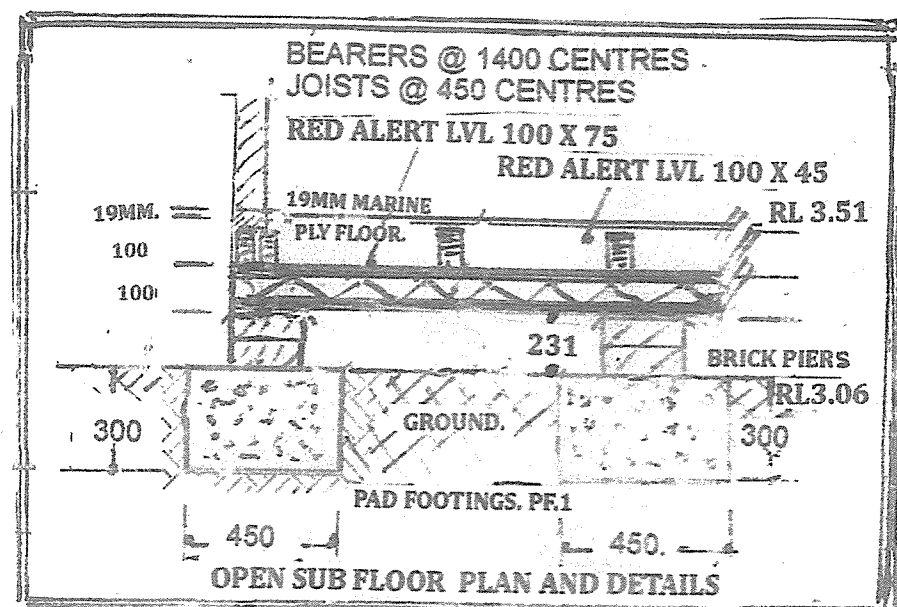 BEARERS @ 1400 CENTRES
JOISTS @ 450 CENTRES
RED ALERT LVL 100 X 75
RED ALERT LVL 100 X 45
19MM.
19MM MARINE
PLY FLOOR.
RL 3.51
100
100
231
BRICK PIERS
RL3.06
300
GROUND.
300
PAD FOOTINGS. PF.1
450
450.
OPEN SUB FLOOR PLAN AND DETAILS